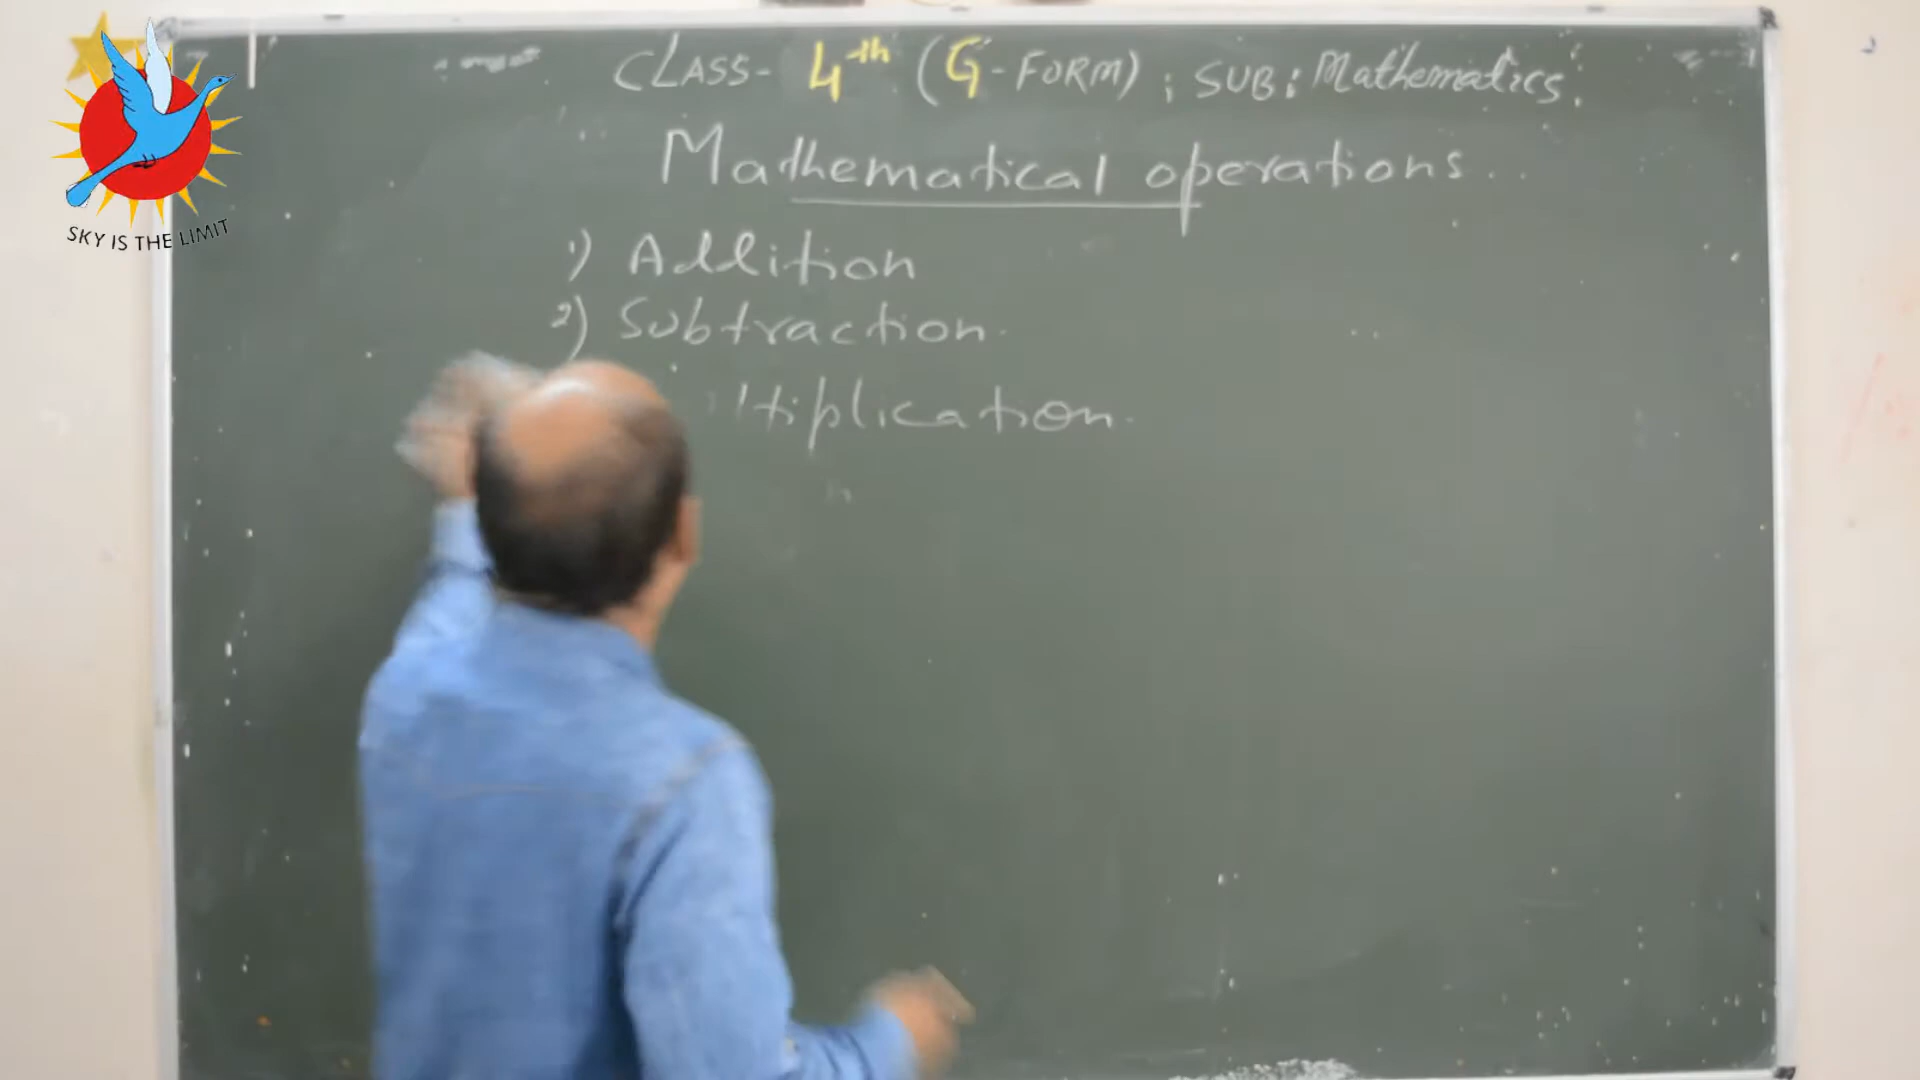 CLASS- 4th (G-FORM) ; SUB: Mathematics.
Mathematical operations..
1) Addition
2) Subtraction.
ltiplication.
SKY IS THE LIMIT